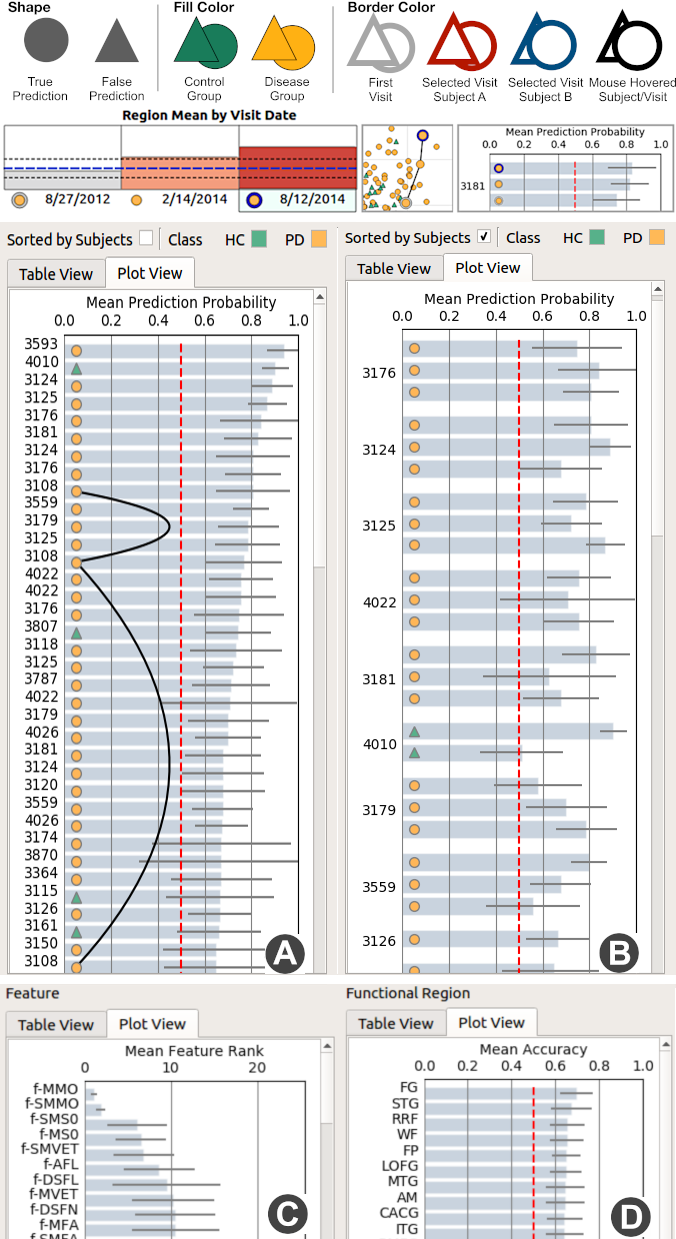 Shape
Fill Color
Border Color
True Prediction
False Prediction
Control Group
Disease Group
First Visit
Selected Visit Subject A
Selected Visit Subject B
Mouse Hovered Subject/Visit
Region Mean by Visit Date
8/27/2012
2/14/2014
8/12/2014
Mean Prediction Probability
0.0 0.2 0.4 0.6 0.8 1.0
3181
Sorted by Subjects Class HC PD
Table View Plot View
Mean Prediction Probability
0.0 0.2 0.4 0.6 0.8 1.0
3593
4010
3124
3125
3176
3181
3124
3176
3108
3559
3179
3125
3108
4022
4022
3176
3807
3118
3125
3787
4022
3179
4026
3181
3124
3120
3559
4026
3174
3870
3364
3115
3126
3161
3150
3108
A
Sorted by Subjects ✓ Class HC PD
Table View Plot View
Mean Prediction Probability
0.0 0.2 0.4 0.6 0.8 1.0
3176
3124
3125
4022
3181
4010
3179
3559
3126
B
Feature
Table View Plot View
Mean Feature Rank
0 10 20
f-MMO
f-SMMO
f-SMS0
f-MS0
f-SMVET
f-AFL
f-DSFL
f-MVET
f-DSFN
f-MFA
f-SMFA
C
Functional Region
Table View Plot View
Mean Accuracy
0.0 0.2 0.4 0.6 0.8 1.0
FG
STG
RRF
WF
FP
LOFG
MTG
AM
CACG
ITG
D